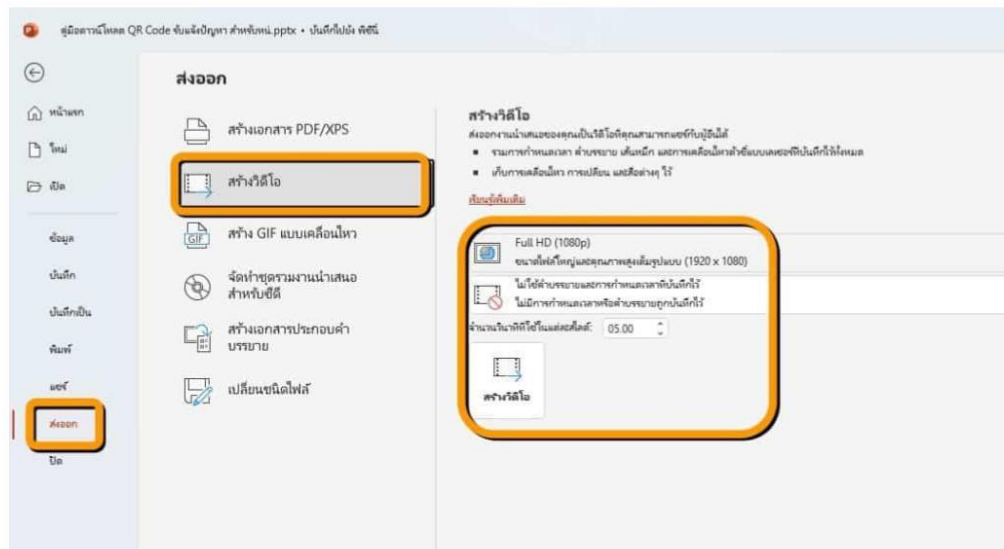 คู่มือดาวน์โหลด QR Code รับแจ้งปัญหา สำหรับหน่.pptx • บันทึกไปยัง พีซีนี้
ส่งออก
หน้าแรก
ใหม่
เปิด
ข้อมูล
บันทึก
บันทึกเป็น
พิมพ์
แชร์
ส่งออก
ปิด
สร้างเอกสาร PDF/XPS
สร้างวิดีโอ
GIF
สร้าง GIF แบบเคลื่อนไหว
จัดทำชุดรวมงานนำเสนอ
สำหรับซีดี
สร้างเอกสารประกอบคำ
บรรยาย
เปลี่ยนชนิดไฟล์
สร้างวิดีโอ
ส่งออกงานนำเสนอของคุณเป็นวิดีโอที่คุณสามารถแชร์กับผู้อื่นได้
▪ รวมการกำหนดเวลา คำบรรยาย เส้นหมึก และการเคลื่อนไหวตัวชี้แบบเลเซอร์ที่บันทึกไว้ทั้งหมด
▪ เก็บการเคลื่อนไหว การเปลี่ยน และสื่อต่างๆ ไว้
เรียนรู้เพิ่มเติม
Full HD (1080p)
ขนาดไฟล์ใหญ่และคุณภาพสูงเต็มรูปแบบ (1920 x 1080)
ไม่ใช้คำบรรยายและการกำหนดเวลาที่บันทึกไว้
ไม่มีการกำหนดเวลาหรือคำบรรยายถูกบันทึกไว้
จำนวนวินาทีที่ใช้ในแต่ละสไลด์: 05.00
สร้างวิดีโอ